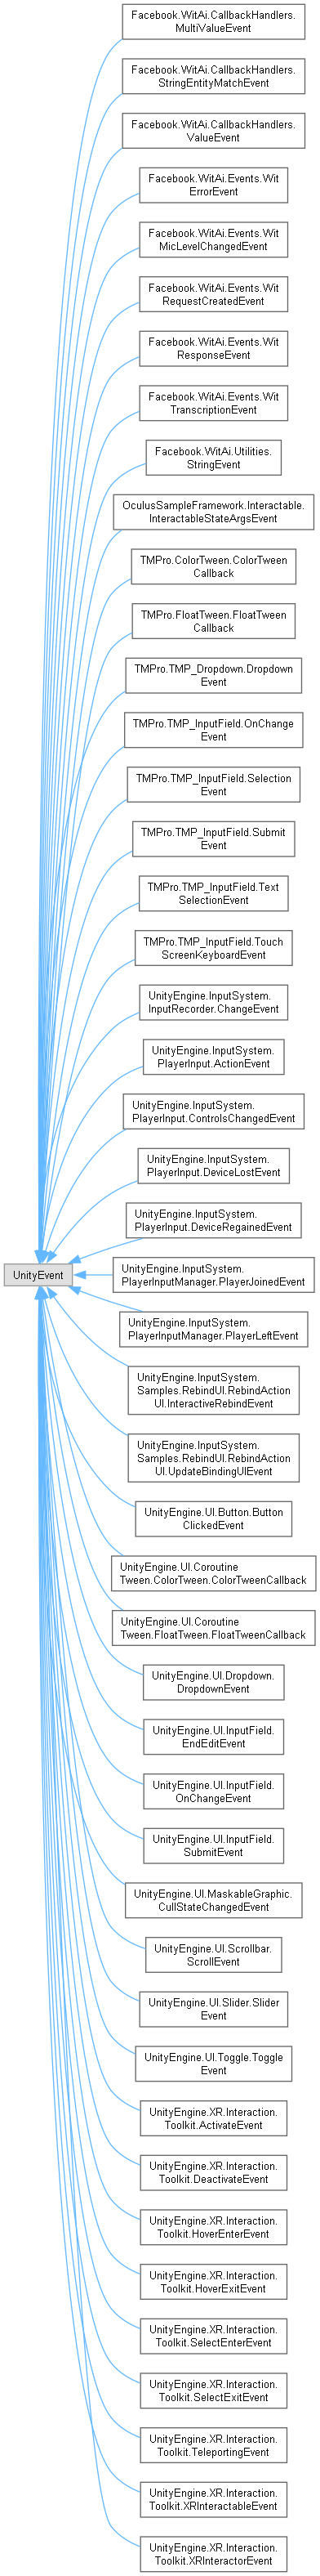 Facebook.WitAi.CallbackHandlers.
MultiValueEvent
Facebook.WitAi.CallbackHandlers.
StringEntityMatchEvent
Facebook.WitAi.CallbackHandlers.
ValueEvent
Facebook.WitAi.Events.Wit
ErrorEvent
Facebook.WitAi.Events.Wit
MicLevelChangedEvent
Facebook.WitAi.Events.Wit
RequestCreatedEvent
Facebook.WitAi.Events.Wit
ResponseEvent
Facebook.WitAi.Events.Wit
TranscriptionEvent
Facebook.WitAi.Utilities.
StringEvent
OculusSampleFramework.Interactable.
InteractableStateArgsEvent
TMPro.ColorTween.ColorTween
Callback
TMPro.FloatTween.FloatTween
Callback
TMPro.TMP_Dropdown.Dropdown
Event
TMPro.TMP_InputField.OnChange
Event
TMPro.TMP_InputField.Selection
Event
TMPro.TMP_InputField.Submit
Event
TMPro.TMP_InputField.Text
SelectionEvent
TMPro.TMP_InputField.Touch
ScreenKeyboardEvent
UnityEngine.InputSystem.
InputRecorder.ChangeEvent
UnityEngine.InputSystem.
PlayerInput.ActionEvent
UnityEngine.InputSystem.
PlayerInput.ControlsChangedEvent
UnityEngine.InputSystem.
PlayerInput.DeviceLostEvent
UnityEngine.InputSystem.
PlayerInput.DeviceRegainedEvent
UnityEvent
UnityEngine.InputSystem.
PlayerInputManager.PlayerJoinedEvent
UnityEngine.InputSystem.
PlayerInputManager.PlayerLeftEvent
UnityEngine.InputSystem.
Samples.RebindUI.RebindAction
UI.InteractiveRebindEvent
UnityEngine.InputSystem.
Samples.RebindUI.RebindAction
UI.UpdateBindingUIEvent
UnityEngine.UI.Button.Button
ClickedEvent
UnityEngine.UI.Coroutine
Tween.ColorTween.ColorTweenCallback
UnityEngine.UI.Coroutine
Tween.FloatTween.FloatTweenCallback
UnityEngine.UI.Dropdown.
DropdownEvent
UnityEngine.UI.InputField.
EndEditEvent
UnityEngine.UI.InputField.
OnChangeEvent
UnityEngine.UI.InputField.
SubmitEvent
UnityEngine.UI.MaskableGraphic.
CullStateChangedEvent
UnityEngine.UI.Scrollbar.
ScrollEvent
UnityEngine.UI.Slider.Slider
Event
UnityEngine.UI.Toggle.Toggle
Event
UnityEngine.XR.Interaction.
Toolkit.ActivateEvent
UnityEngine.XR.Interaction.
Toolkit.DeactivateEvent
UnityEngine.XR.Interaction.
Toolkit.HoverEnterEvent
UnityEngine.XR.Interaction.
Toolkit.HoverExitEvent
UnityEngine.XR.Interaction.
Toolkit.SelectEnterEvent
UnityEngine.XR.Interaction.
Toolkit.SelectExitEvent
UnityEngine.XR.Interaction.
Toolkit.TeleportingEvent
UnityEngine.XR.Interaction.
Toolkit.XRInteractableEvent
UnityEngine.XR.Interaction.
Toolkit.XRInteractorEvent